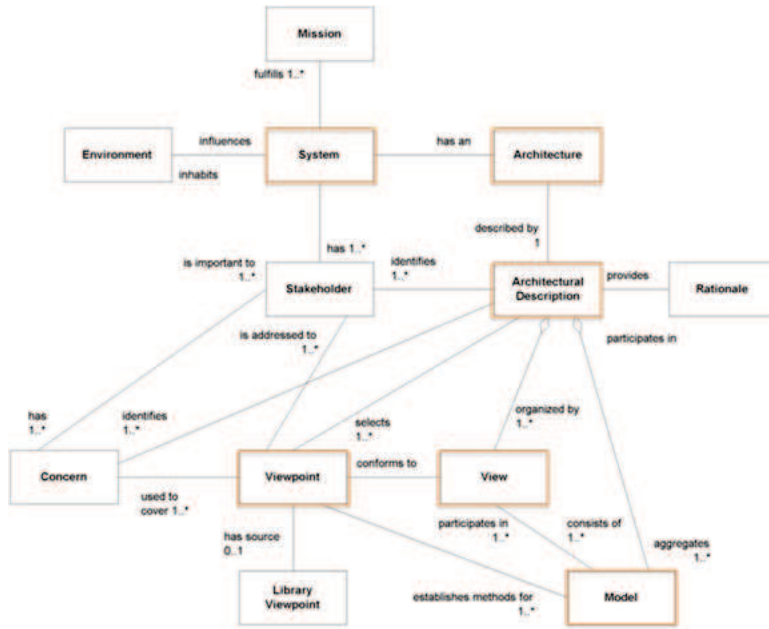 Mission
fulfills 1..*
Environment
influences
inhabits
System
has an
Architecture
has 1..*
described by
1
is important to
1..*
Stakeholder
identifies
1..*
Architectural
Description
provides
Rationale
is addressed to
1..*
participates in
has
1..*
identifies
1..*
selects
1..*
organized by
1..*
Concern
used to
cover 1..*
Viewpoint
conforms to
View
has source
0..1
participates in
1..*
consists of
1..*
aggregates
1..*
Library
Viewpoint
establishes methods for
1..*
Model